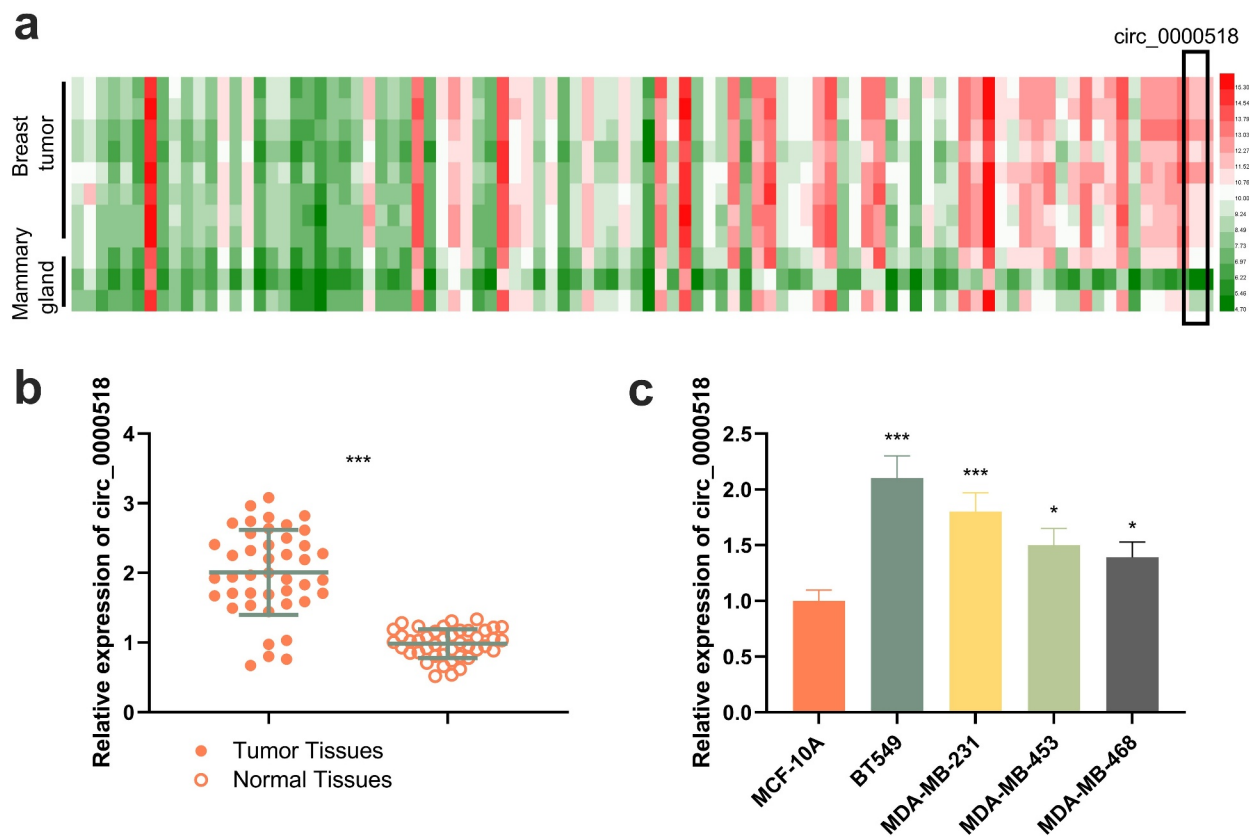 a
circ_0000518
Breast
tumor
Mammary
gland
15.30
14.54
13.79
13.03
12.27
11.52
10.76
10.00
9.24
8.49
7.73
6.97
6.22
5.46
4.70
b
Relative expression of circ_0000518
4
3
2
1
0
***
Tumor Tissues
Normal Tissues
c
Relative expression of circ_0000518
2.5
2.0
1.5
1.0
0.5
0.0
***
***
*
*
MCF-10A
BT549
MDA-MB-231
MDA-MB-453
MDA-MB-468